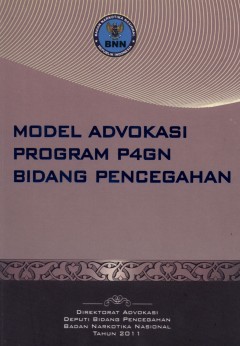 BNN
MODEL ADVOKASI
PROGRAM P4GN
BIDANG PENCEGAHAN
DIREKTORAT ADVOKASI
DEPUTI BIDANG PENCEGAHAN
BADAN NARKOTIKA NASIONAL
TAHUN 2011